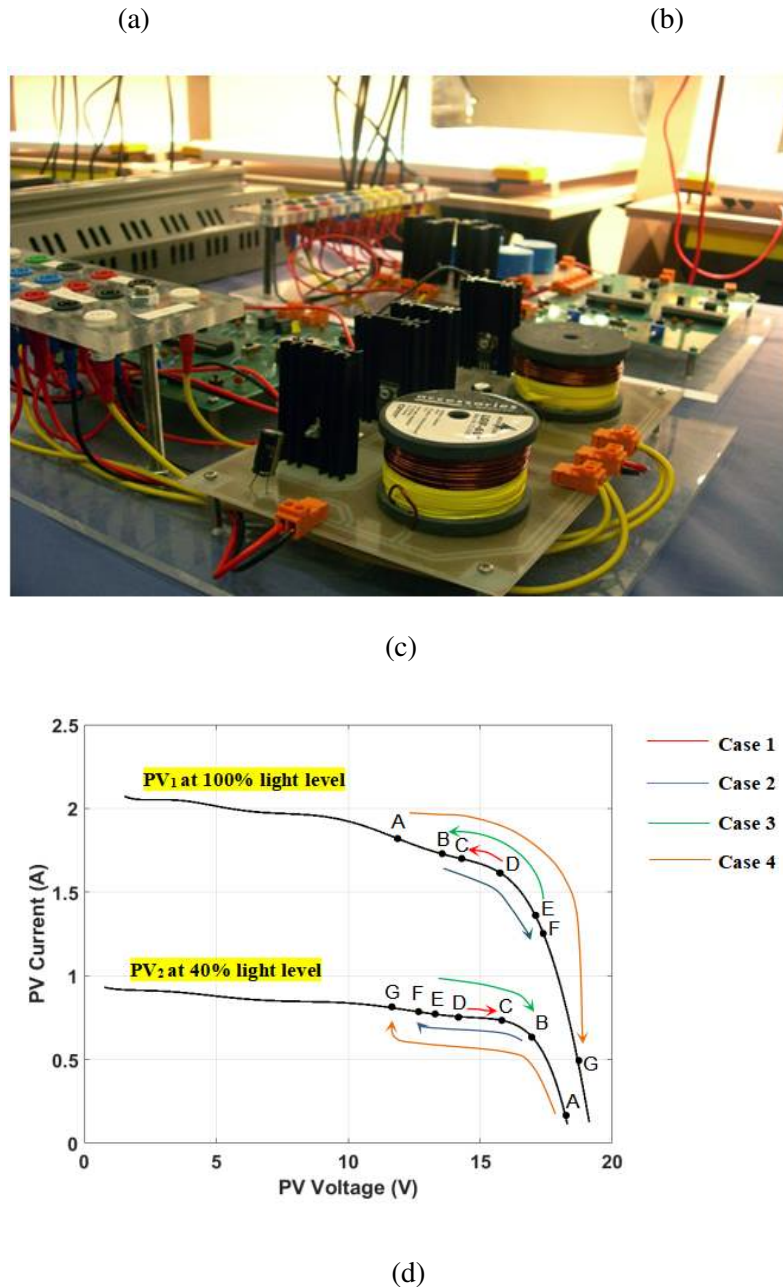 (a) (b)
accessories
(c)
2.5
2
1.5
1
0.5
0
0 5 10 15 20
PV Current (A)
PV Voltage (V)
PV1 at 100% light level
A
B
C
D
E
F
G
PV2 at 40% light level
G
F
E
D
C
B
A
Case 1
Case 2
Case 3
Case 4
(d)